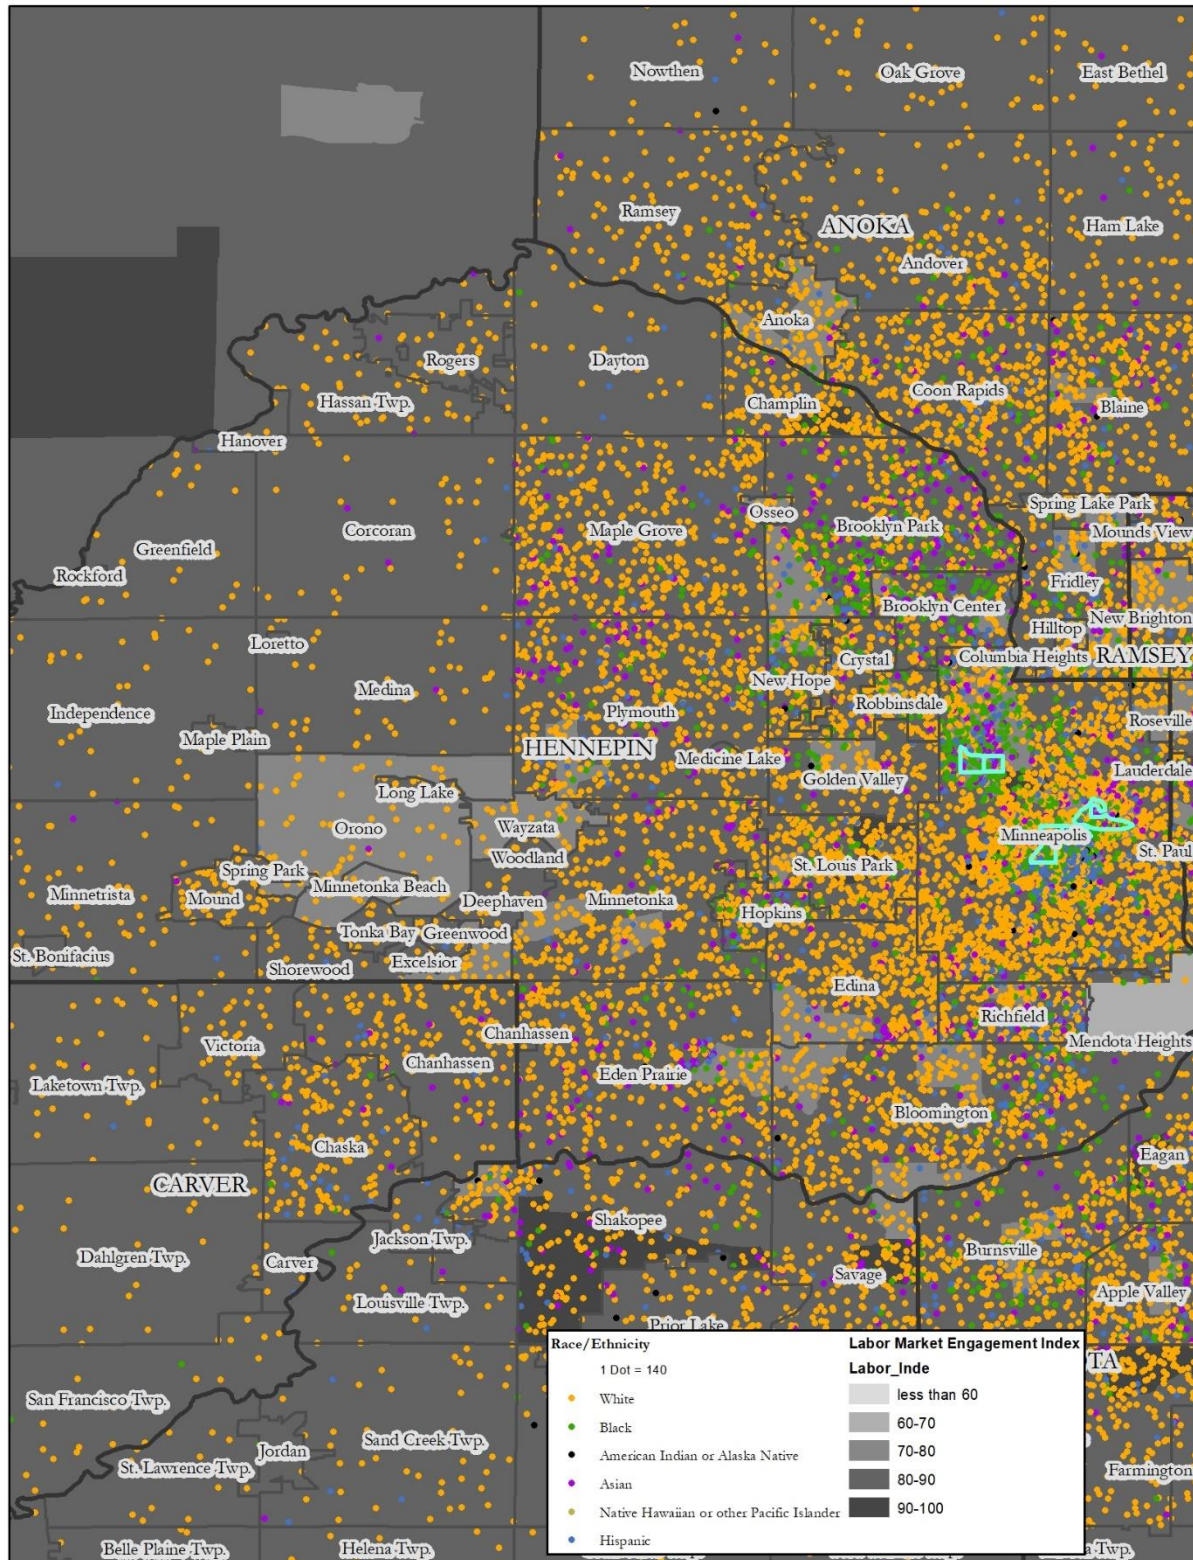 Nowthen
Oak Grove
East Bethel
Ramsey
ANOKA
Ham Lake
Andover
Anoka
Rogers
Dayton
Hassan Twp.
Champlin
Coon Rapids
Blaine
Hanover
Osseo
Spring Lake Park
Corcoran
Maple Grove
Brooklyn Park
Mounds View
Greenfield
Rockford
Fridley
Brooklyn Center
New Brighton
Hilltop
Loretto
Crystal
Columbia Heights
RAMSEY
New Hope
Medina
Robbinsdale
Independence
Plymouth
Roseville
Maple Plain
HENNEPIN
Medicine Lake
Lauderdale
Golden Valley
Long Lake
Orono
Wayzata
Minneapolis
St. Paul
Woodland
St. Louis Park
Spring Park
Minnetonka Beach
Minnetrista
Mound
Deephaven
Minnetonka
Hopkins
Tonka Bay
Greenwood
St. Bonifacius
Excelsior
Shorewood
Edina
Richfield
Chanhassen
Victoria
Mendota Heights
Chanhassen
Laketown Twp.
Eden Prairie
Bloomington
Chaska
Eagan
CARVER
Shakopee
Jackson Twp.
Dahlgren Twp.
Carver
Burnsville
Savage
Apple Valley
Louisville Twp.
Prior Lake
Race/Ethnicity
1 Dot = 140
White
Black
American Indian or Alaska Native
Asian
Native Hawaiian or other Pacific Islander
Hispanic
Labor Market Engagement Index
Labor_Inde
less than 60
60-70
70-80
80-90
90-100
TA
San Francisco Twp.
Sand Creek Twp.
Jordan
St. Lawrence Twp.
Farmington
Belle Plaine Twp.
Helena Twp.
Twp.